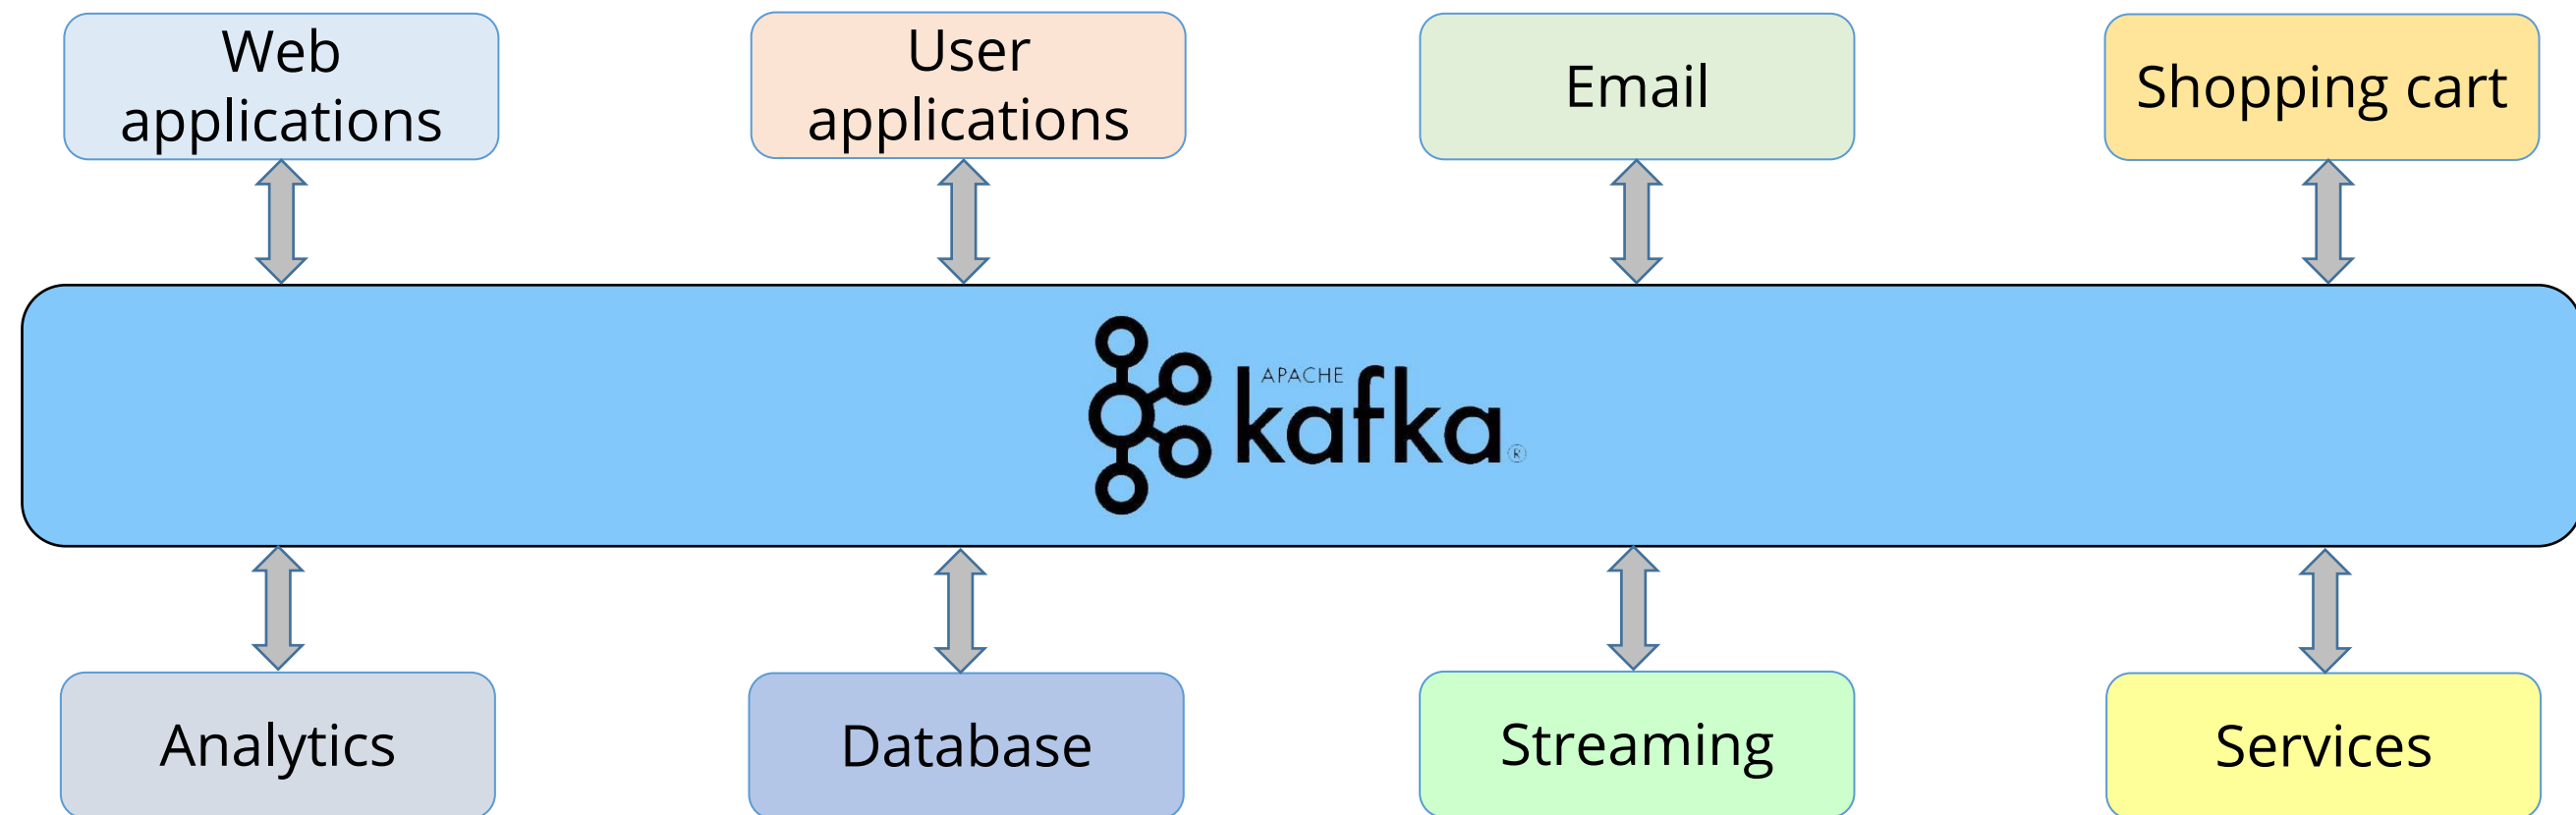 Web
applications
User
applications
Email
Shopping cart
APACHE
kafka®
Analytics
Database
Streaming
Services